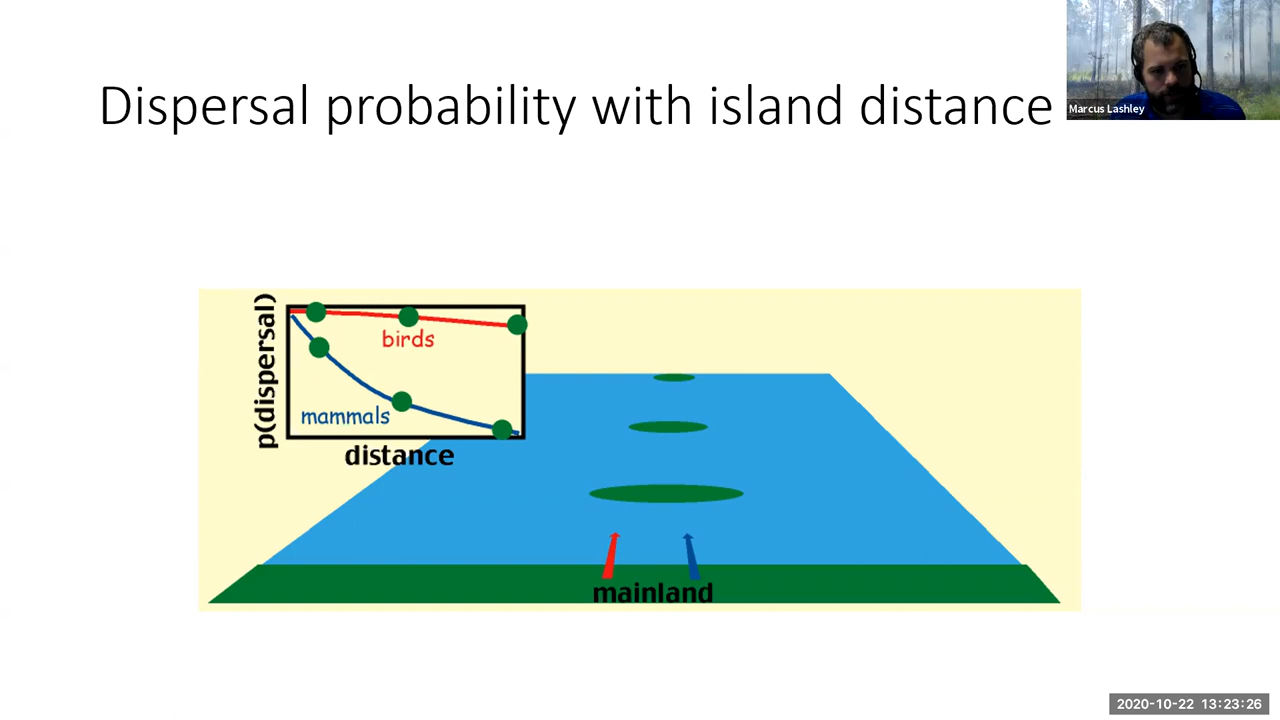 Dispersal probability with island distance
Marcus Lashley
p(dispersal)
birds
mammals
distance
mainland
2020-10-22 13:23:26